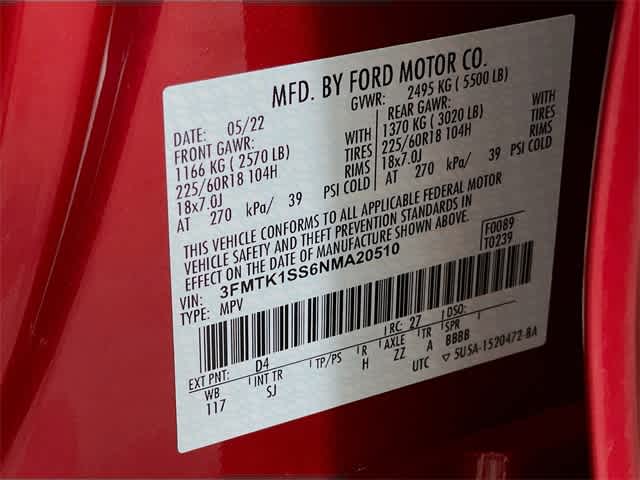 MFD. BY FORD MOTOR CO.
DATE: 05/22 GVWR: 2495 KG ( 5500 LB)
FRONT GAWR: WITH REAR GAWR: WITH
1166 KG ( 2570 LB) TIRES 1370 KG ( 3020 LB) TIRES
225/60R18 104H RIMS 225/60R18 104H RIMS
18x7.0J 18x7.0J
AT 270 kPa/ 39 PSI COLD AT 270 kPa/ 39 PSI COLD
THIS VEHICLE CONFORMS TO ALL APPLICABLE FEDERAL MOTOR
VEHICLE SAFETY AND THEFT PREVENTION STANDARDS IN
EFFECT ON THE DATE OF MANUFACTURE SHOWN ABOVE.
F0089
T0239
VIN: 3FMTK1SS6NMA20510
TYPE: MPV
EXT PNT: D4 RC: 27 DSO:
WB INT TR TP/PS R AXLE TR SPR
117 SJ H ZZ A BBBB
UTC ▽ 5U5A-1520472-BA